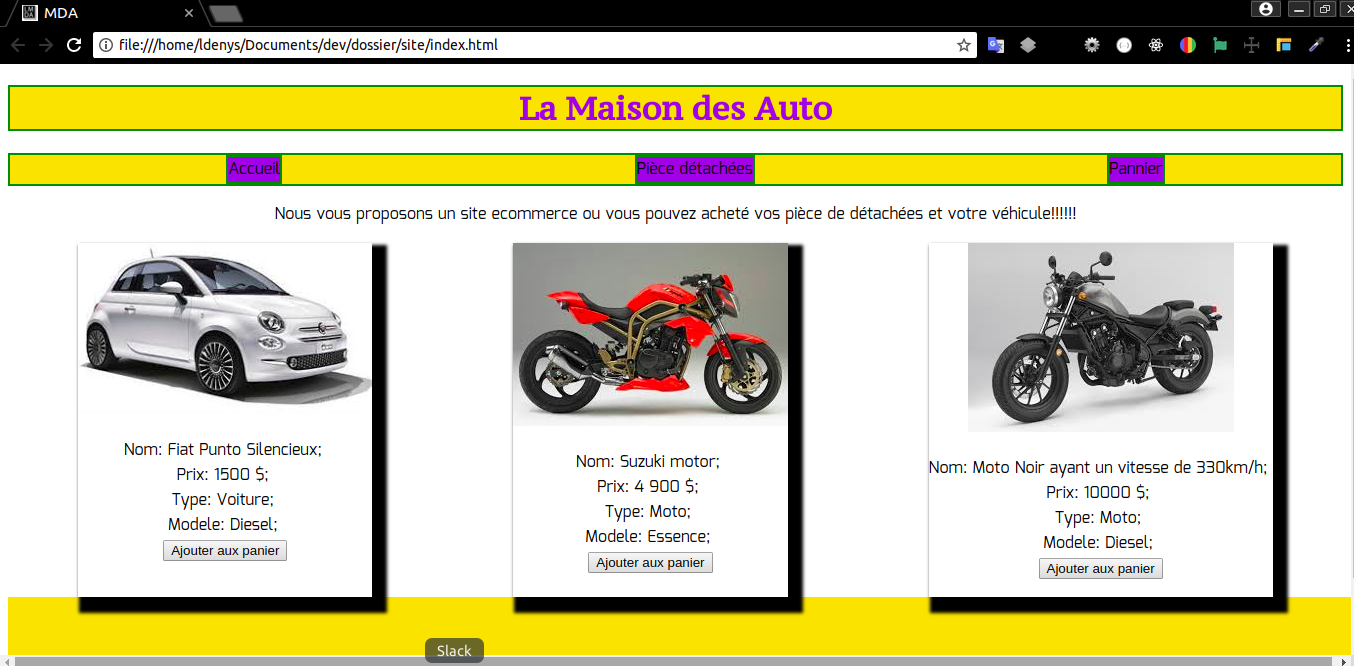 MDA
file:///home/ldenys/Documents/dev/dossier/site/index.html
La Maison des Auto
Accueil
Pièce détachées
Pannier
Nous vous proposons un site ecommerce ou vous pouvez acheté vos pièce de détachées et votre véhicule!!!!!!
Nom: Fiat Punto Silencieux;
Prix: 1500 $;
Type: Voiture;
Modele: Diesel;
Ajouter aux panier
Nom: Suzuki motor;
Prix: 4 900 $;
Type: Moto;
Modele: Essence;
Ajouter aux panier
Nom: Moto Noir ayant un vitesse de 330km/h;
Prix: 10000 $;
Type: Moto;
Modele: Diesel;
Ajouter aux panier
Slack